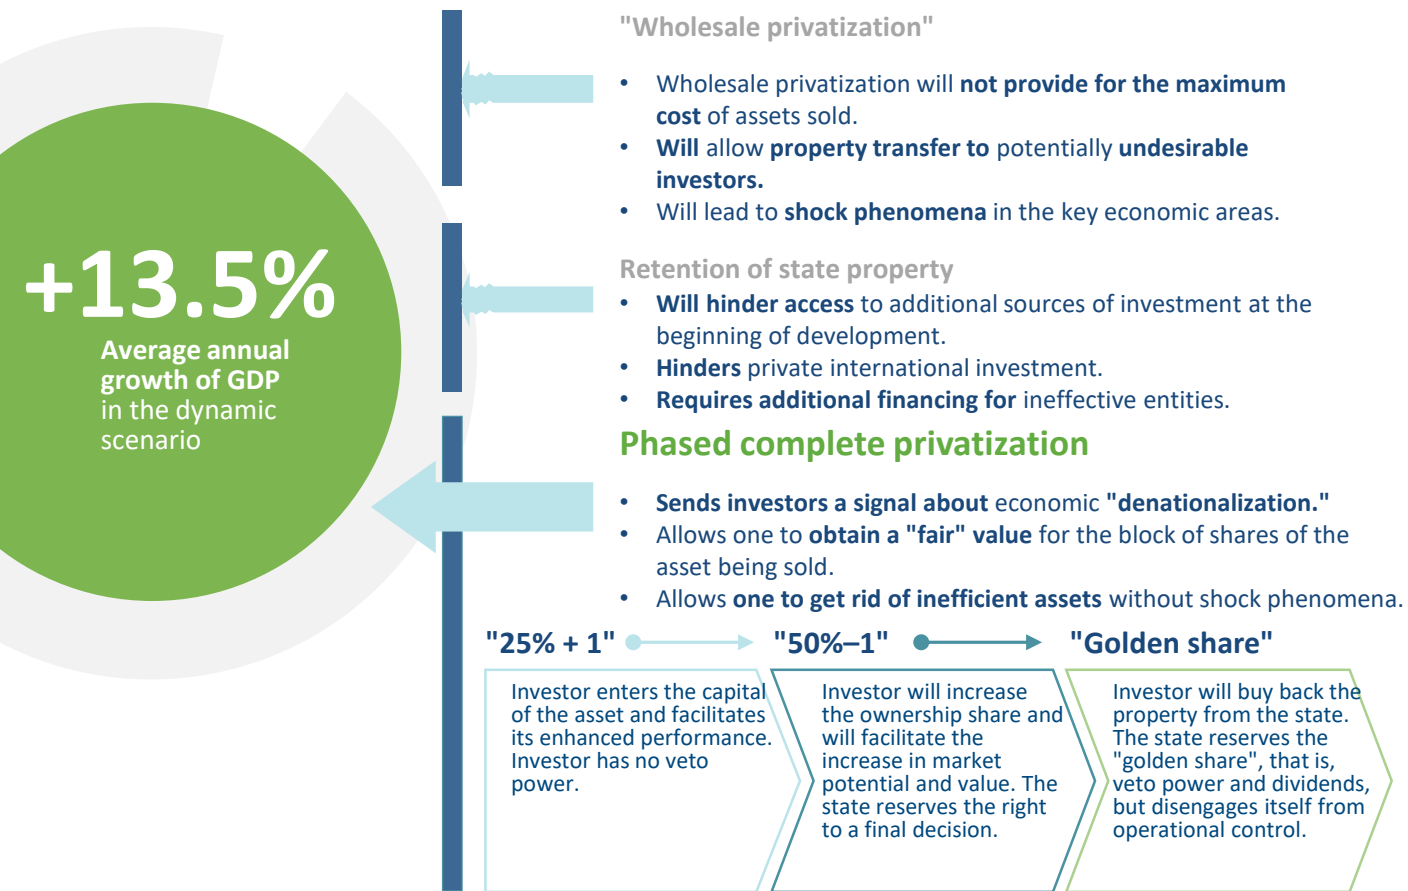 +13.5%
Average annual
growth of GDP
in the dynamic
scenario
"Wholesale privatization"
• Wholesale privatization will not provide for the maximum
cost of assets sold.
• Will allow property transfer to potentially undesirable
investors.
• Will lead to shock phenomena in the key economic areas.
Retention of state property
• Will hinder access to additional sources of investment at the
beginning of development.
• Hinders private international investment.
• Requires additional financing for ineffective entities.
Phased complete privatization
• Sends investors a signal about economic "denationalization."
• Allows one to obtain a "fair" value for the block of shares of the
asset being sold.
• Allows one to get rid of inefficient assets without shock phenomena.
"25% + 1"
Investor enters the capital
of the asset and facilitates
its enhanced performance.
Investor has no veto
power.
"50%–1"
Investor will increase
the ownership share and
will facilitate the
increase in market
potential and value. The
state reserves the right
to a final decision.
"Golden share"
Investor will buy back the
property from the state.
The state reserves the
"golden share", that is,
veto power and dividends,
but disengages itself from
operational control.